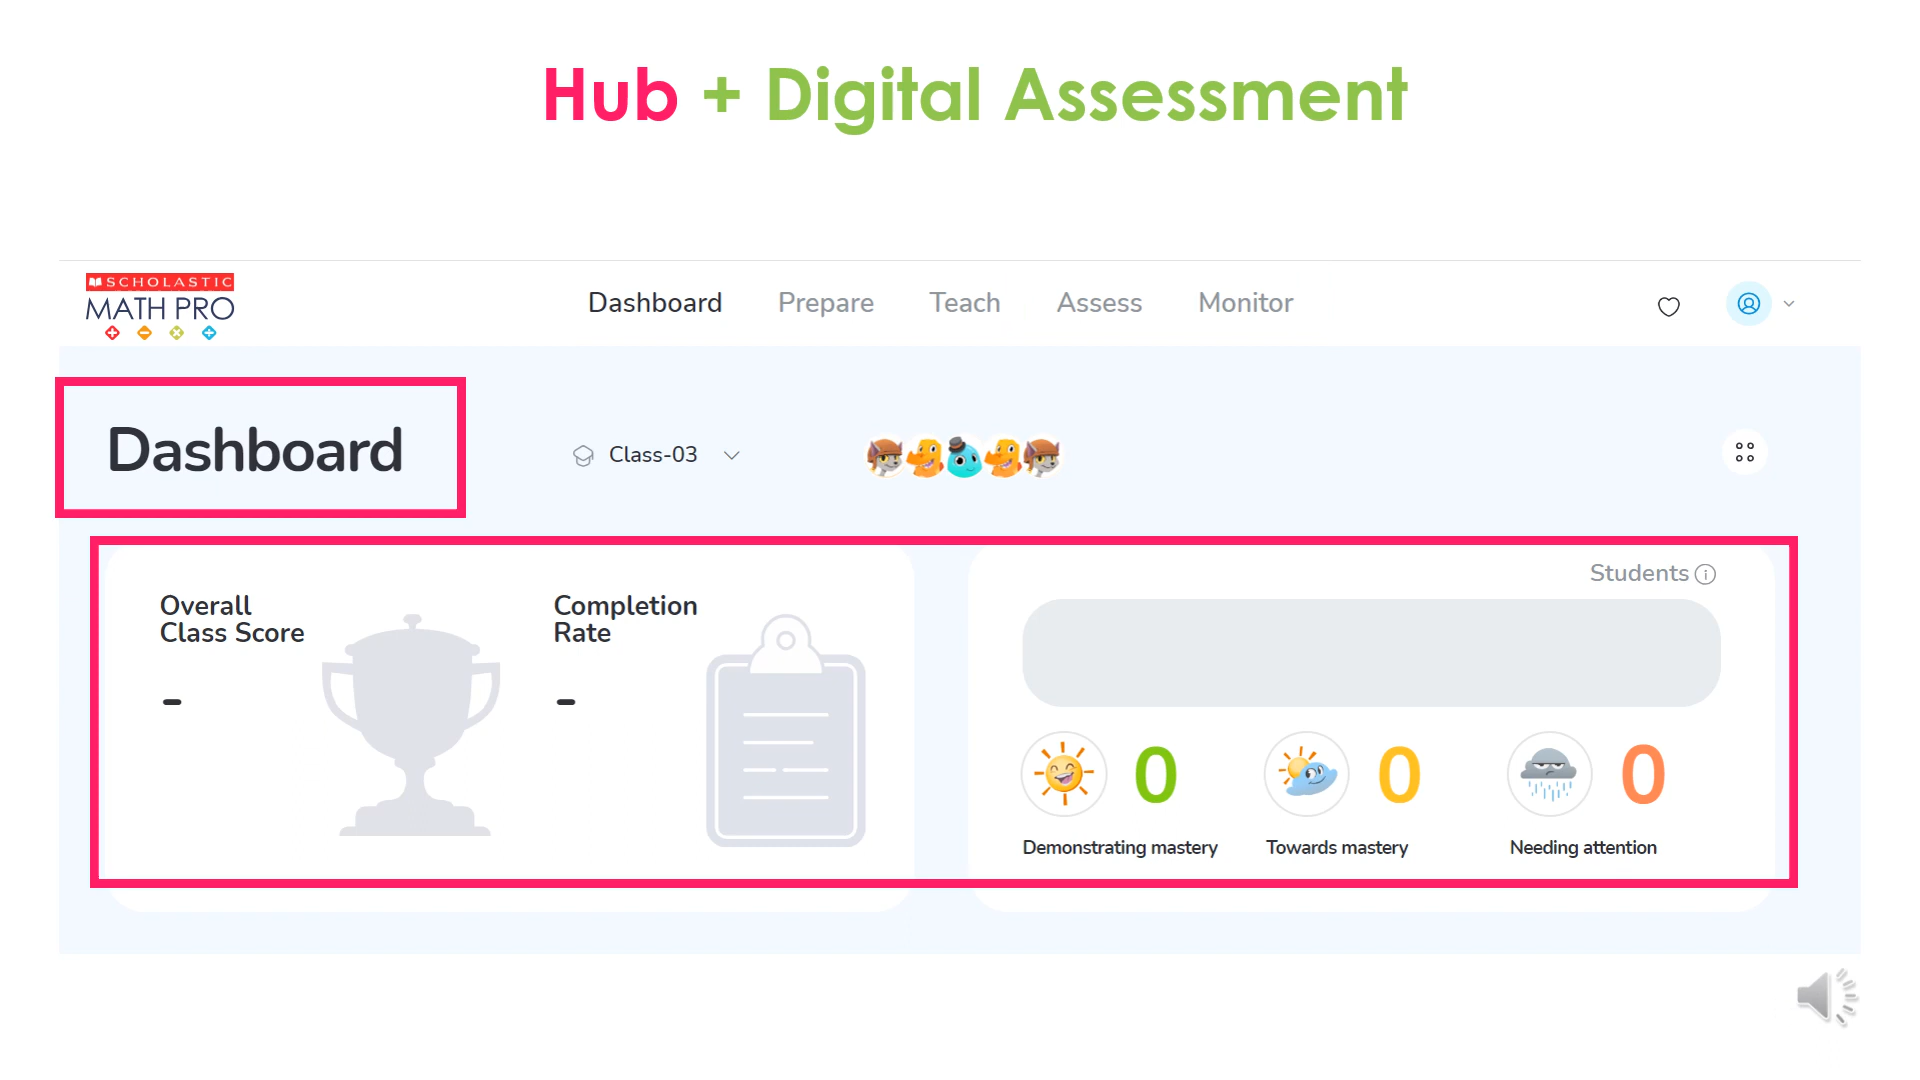 Hub + Digital Assessment
SCHOLASTIC
MATH PRO
Dashboard Prepare Teach Assess Monitor
Dashboard
Class-03
Students
Overall
Class Score
Completion
Rate
-
-
0
0
0
Demonstrating mastery
Towards mastery
Needing attention